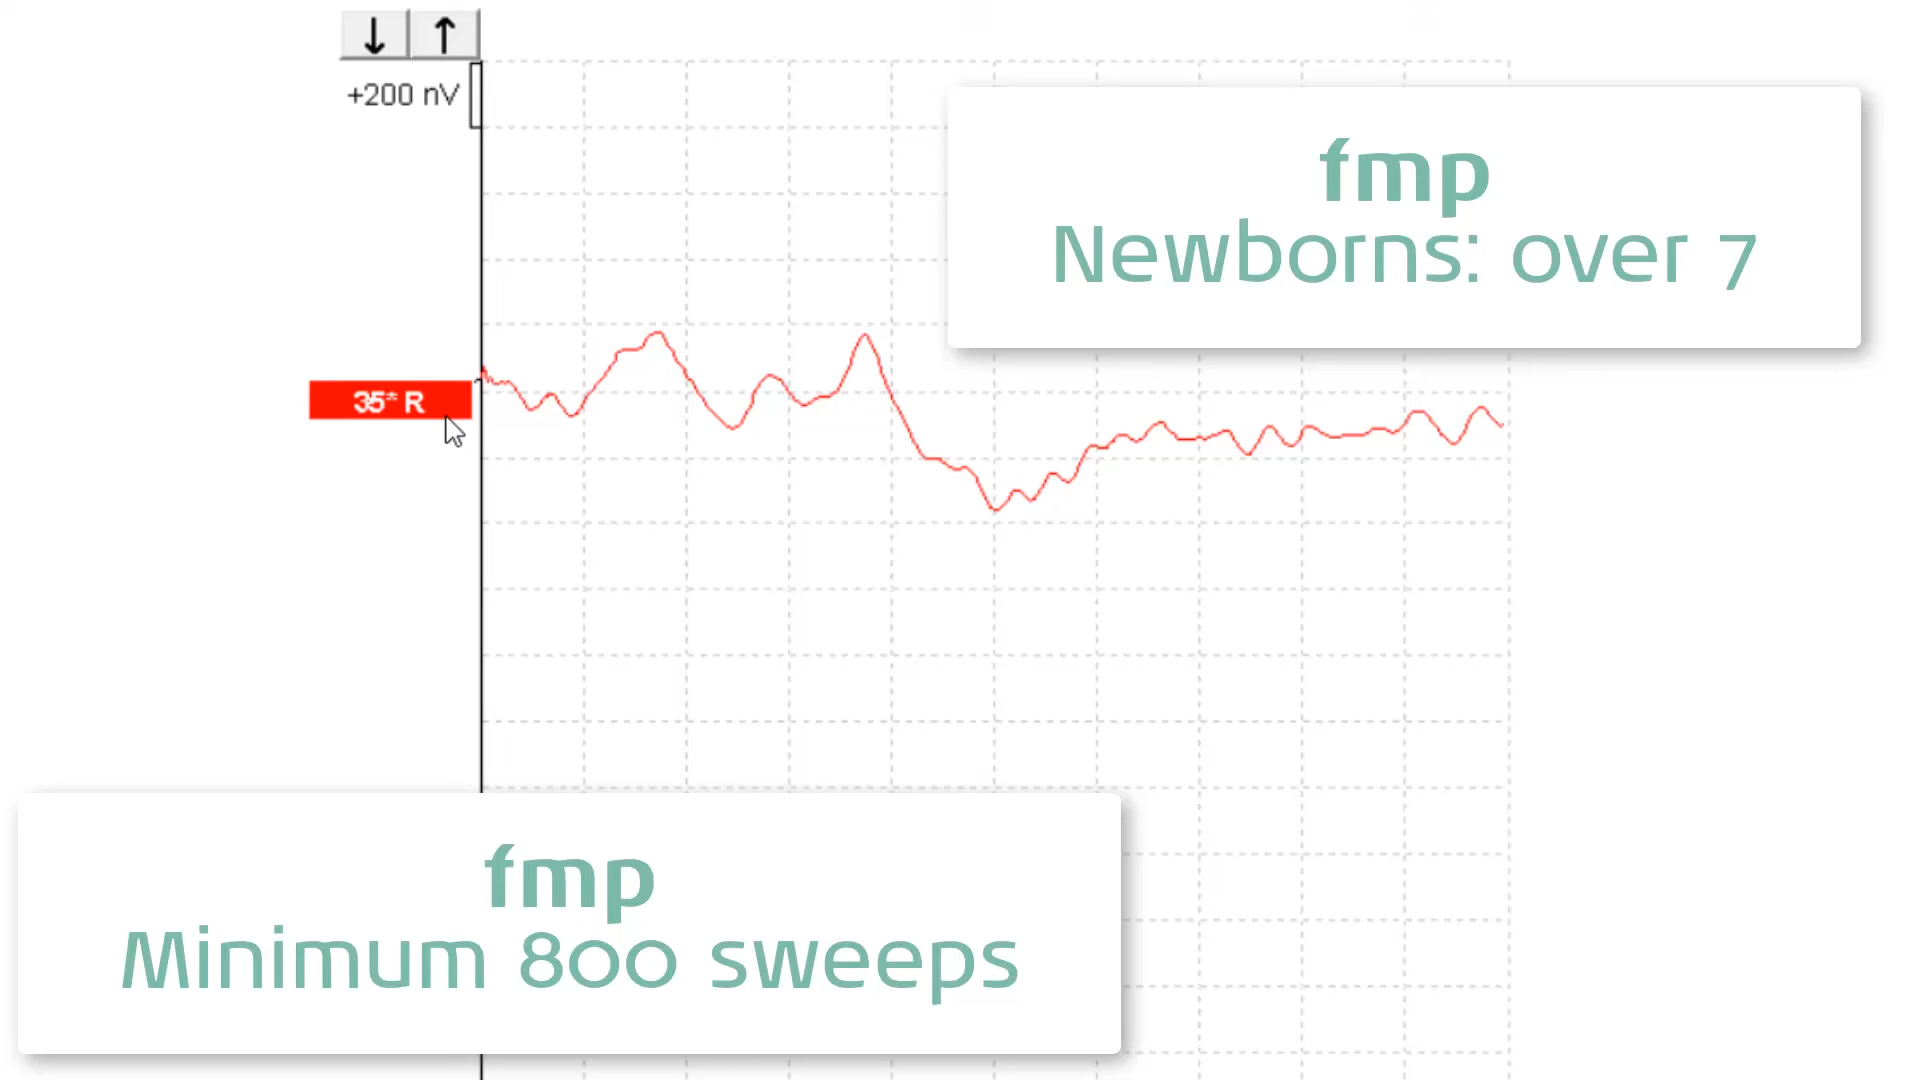 +200 nV
fmp
Newborns: over 7
35* R
fmp
Minimum 800 sweeps